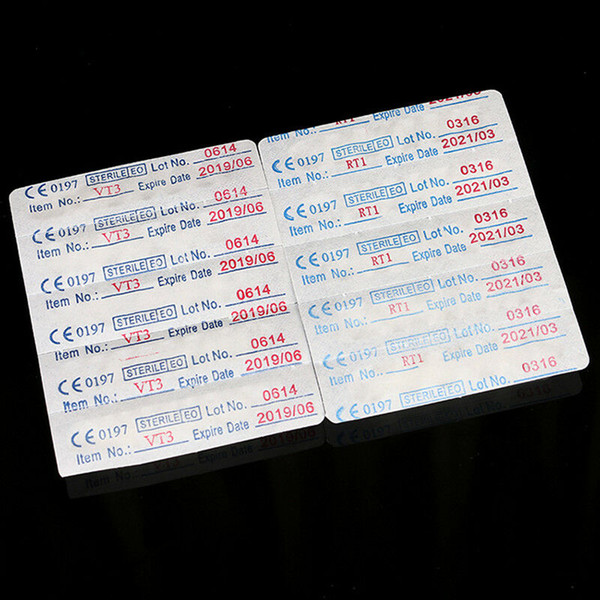 CE 0197 STERILE EO Lot No. 0614
Item No.: VT3 Expire Date 2019/06
CE 0197 STERILE EO Lot No. 0614
Item No.: VT3 Expire Date 2019/06
CE 0197 STERILE EO Lot No. 0614
Item No.: VT3 Expire Date 2019/06
CE 0197 STERILE EO Lot No. 0614
Item No.: VT3 Expire Date 2019/06
CE 0197 STERILE EO Lot No. 0614
Item No.: VT3 Expire Date 2019/06
CE 0197 STERILE EO Lot No. 0614
Item No.: VT3 Expire Date 2019/06
Item No.: RT1 Expire Date 2021/03
CE 0197 STERILE EO Lot No. 0316
Item No.: RT1 Expire Date 2021/03
CE 0197 STERILE EO Lot No. 0316
Item No.: RT1 Expire Date 2021/03
CE 0197 STERILE EO Lot No. 0316
Item No.: RT1 Expire Date 2021/03
CE 0197 STERILE EO Lot No. 0316
Item No.: RT1 Expire Date 2021/03
CE 0197 STERILE EO Lot No. 0316
Item No.: RT1 Expire Date 2021/03
CE 0197 STERILE EO Lot No. 0316